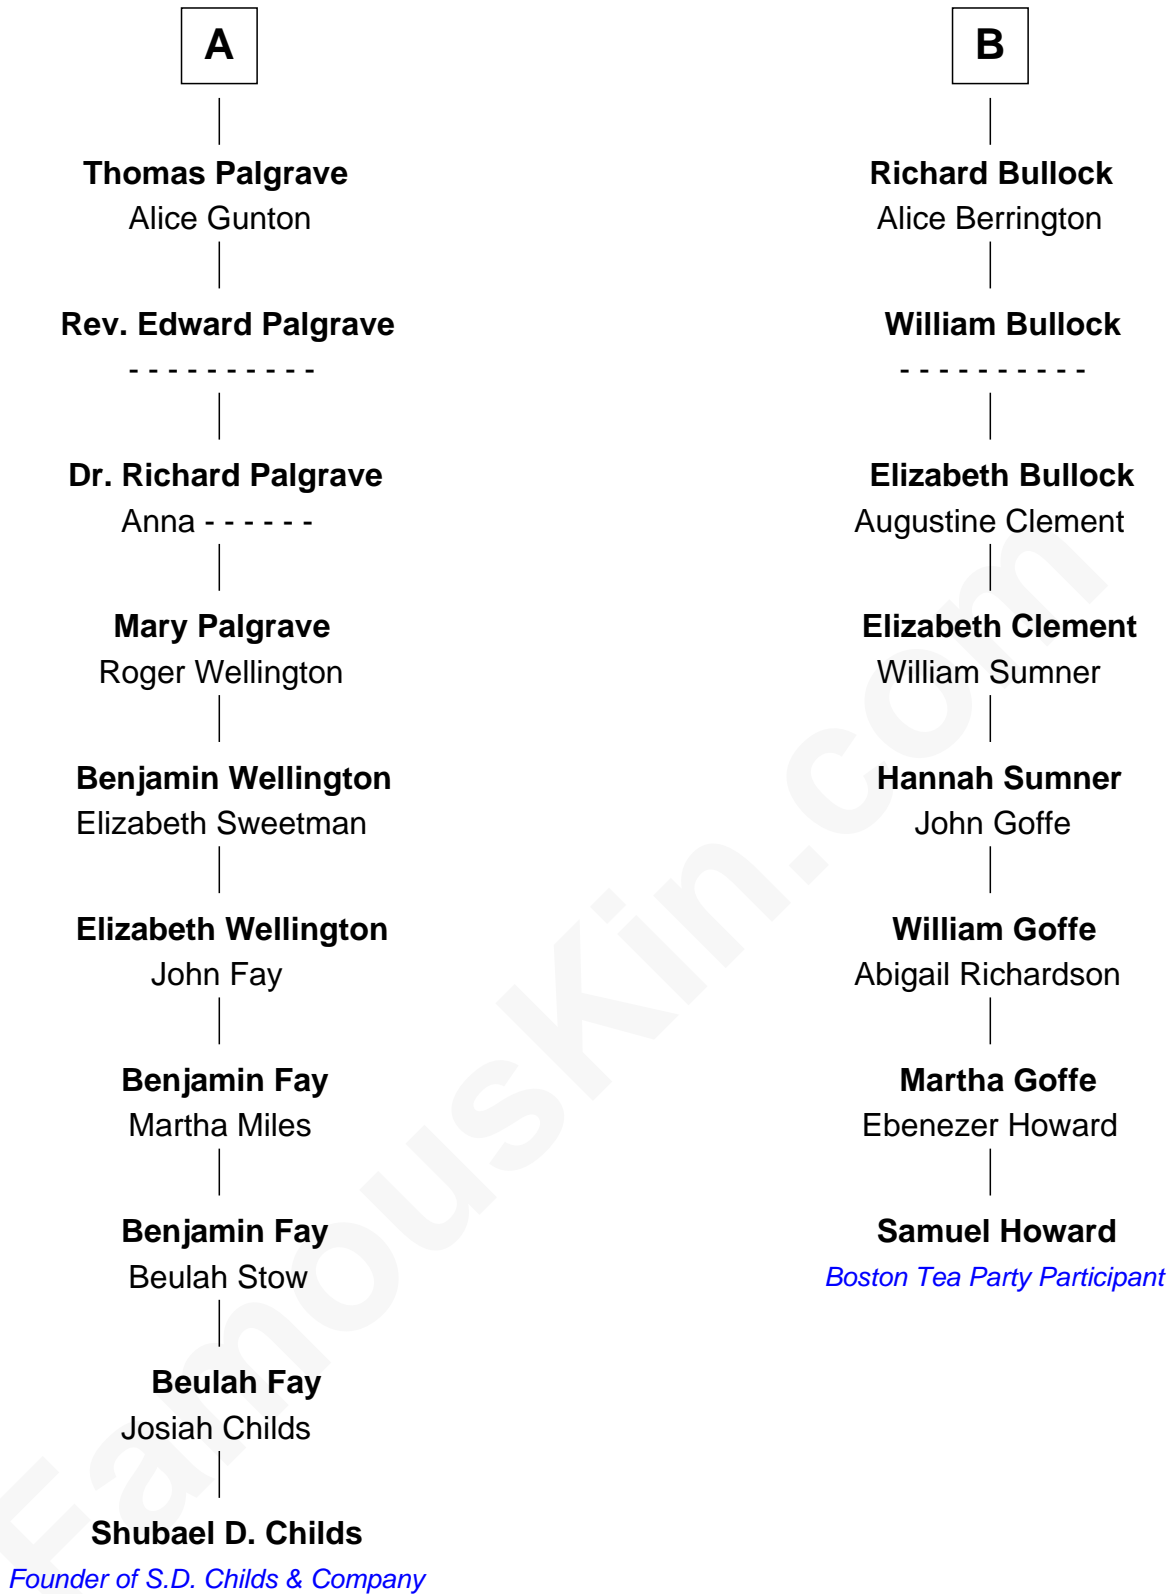 A
Thomas Palgrave
Alice Gunton
Rev. Edward Palgrave
- - - - - - - - - -
Dr. Richard Palgrave
Anna - - - - - -
Mary Palgrave
Roger Wellington
Benjamin Wellington
Elizabeth Sweetman
Elizabeth Wellington
John Fay
Benjamin Fay
Martha Miles
Benjamin Fay
Beulah Stow
Beulah Fay
Josiah Childs
Shubael D. Childs
Founder of S.D. Childs & Company
B
Richard Bullock
Alice Berrington
William Bullock
- - - - - - - - - -
Elizabeth Bullock
Augustine Clement
Elizabeth Clement
William Sumner
Hannah Sumner
John Goffe
William Goffe
Abigail Richardson
Martha Goffe
Ebenezer Howard
Samuel Howard
Boston Tea Party Participant
FamousKin.com